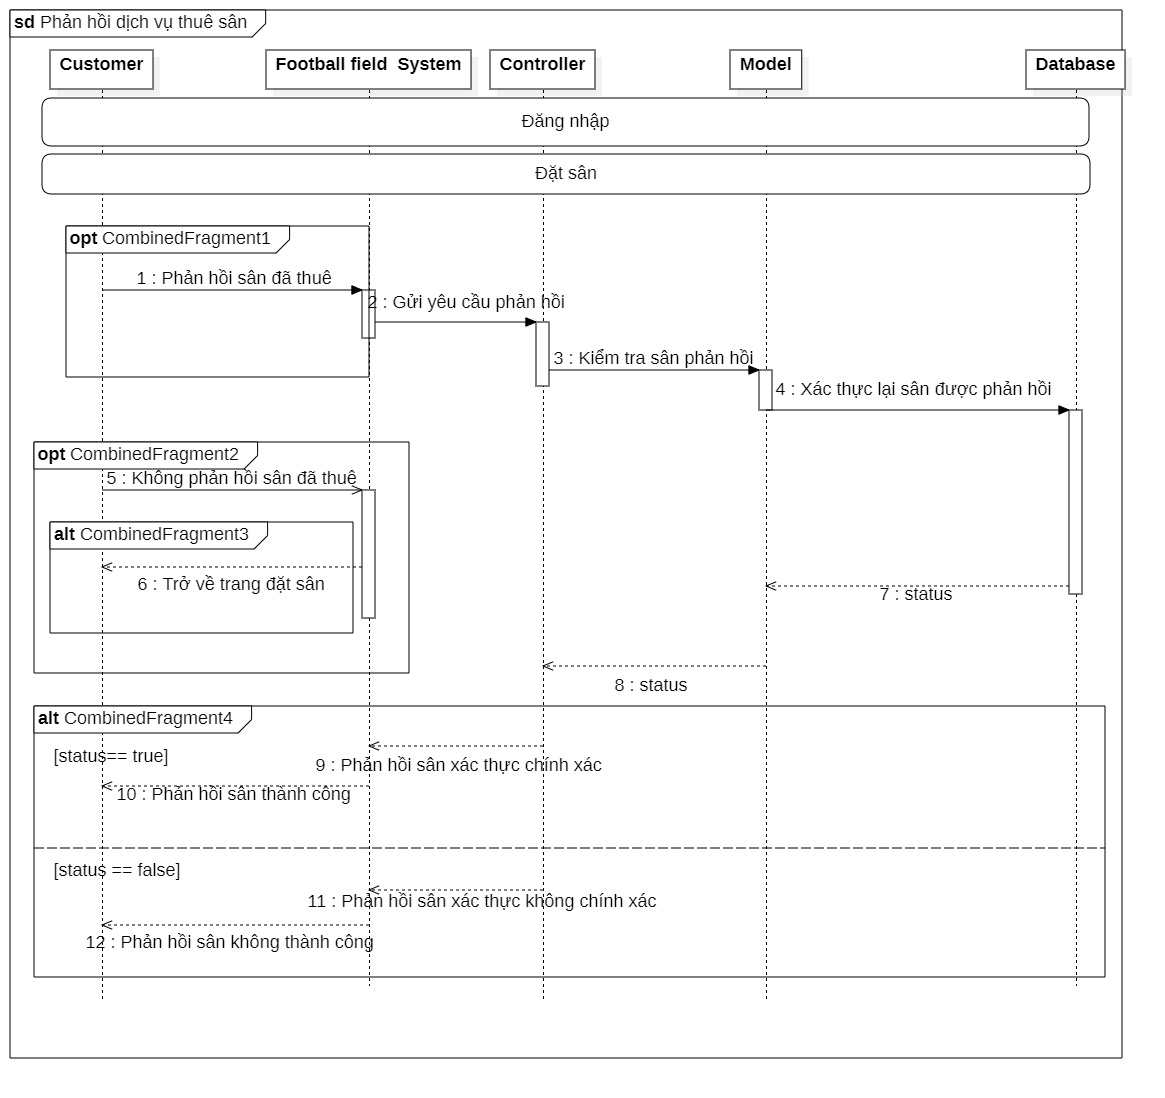 sd Phản hồi dịch vụ thuê sân
Customer
Football field System
Controller
Model
Database
Đăng nhập
Đặt sân
opt CombinedFragment1
1 : Phản hồi sân đã thuê
2 : Gửi yêu cầu phản hồi
3 : Kiểm tra sân phản hồi
4 : Xác thực lại sân được phản hồi
opt CombinedFragment2
5 : Không phản hồi sân đã thuê
alt CombinedFragment3
6 : Trở về trang đặt sân
7 : status
8 : status
alt CombinedFragment4
[status== true]
9 : Phản hồi sân xác thực chính xác
10 : Phản hồi sân thành công
[status == false]
11 : Phản hồi sân xác thực không chính xác
12 : Phản hồi sân không thành công